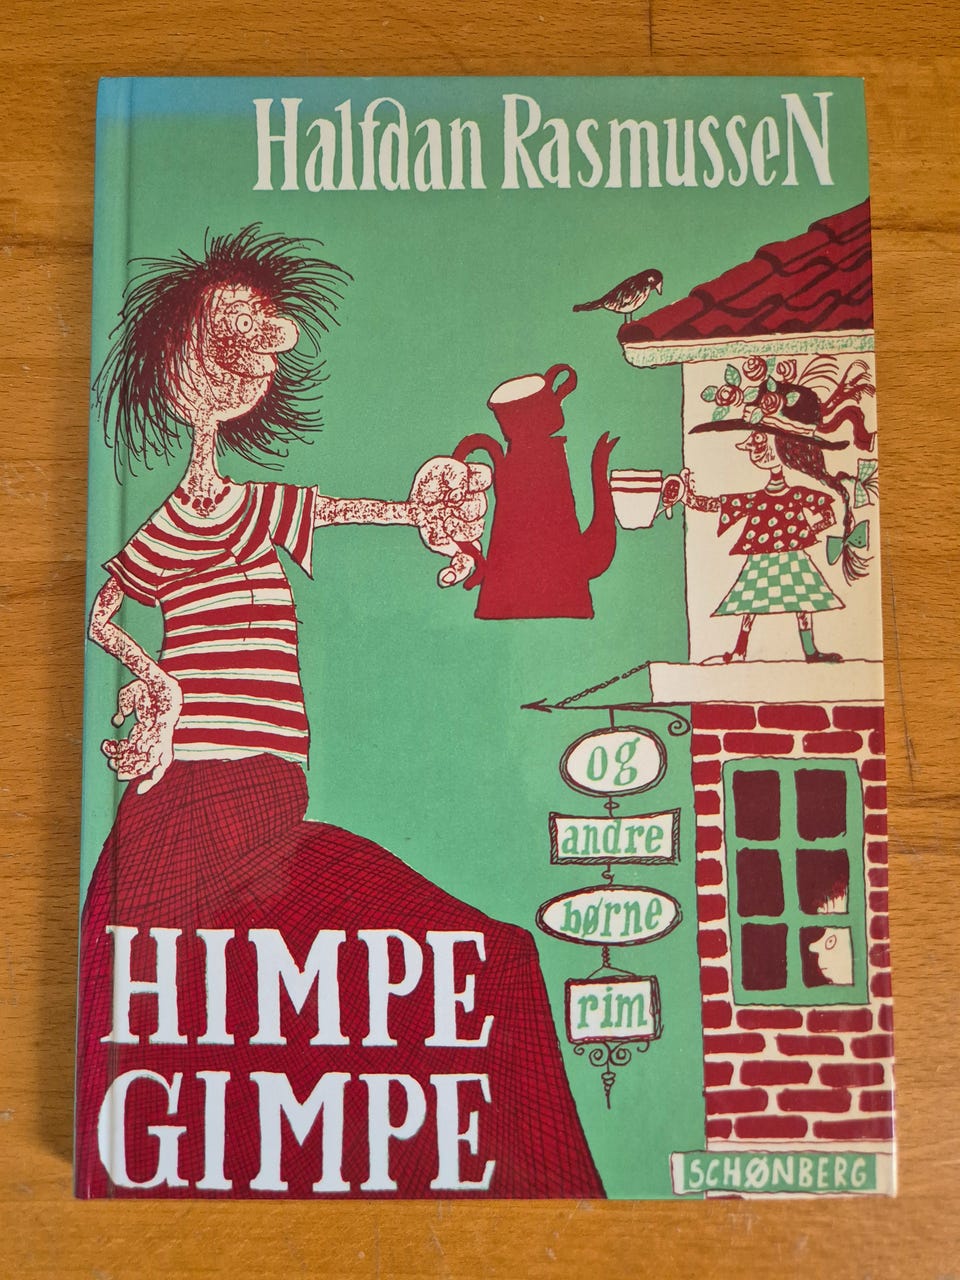 Halfdan Rasmussen
og
andre
børne
rim
HIMPE
GIMPE
SCHØNBERG